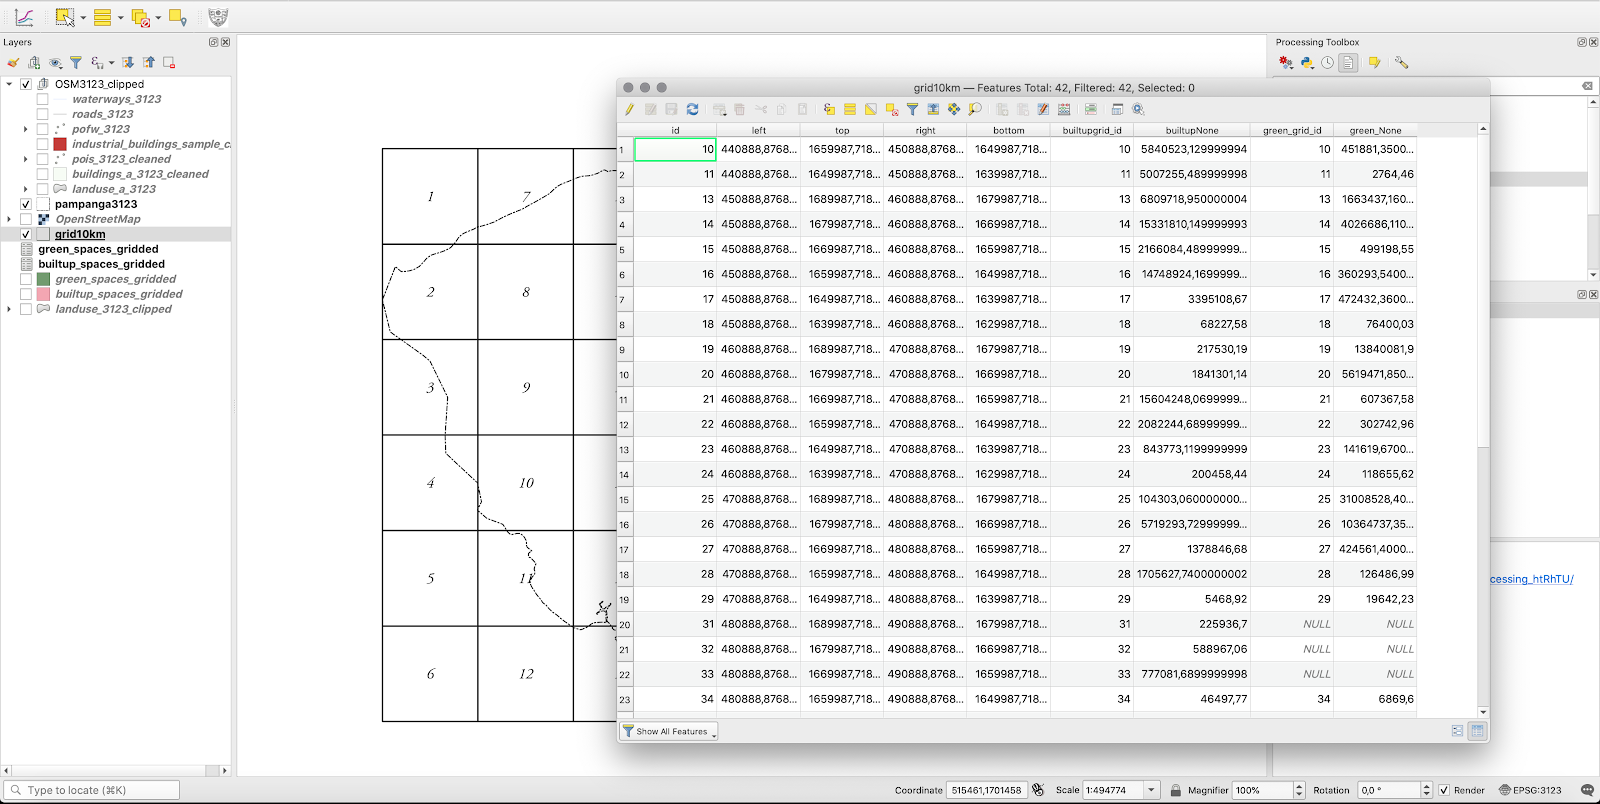 Layers
Processing Toolbox
OSM3123_clipped
waterways_3123
roads_3123
pofw_3123
industrial_buildings_sample_c
pois_3123_cleaned
buildings_a_3123_cleaned
landuse_a_3123
pampanga3123
OpenStreetMap
grid10km
green_spaces_gridded
builtup_spaces_gridded
green_spaces_gridded
builtup_spaces_gridded
landuse_3123_clipped
1 7
2 8
3 9
4 10
5 11
6 12
grid10km — Features Total: 42, Filtered: 42, Selected: 0
id left top right bottom builtupgrid_id builtupNone green_grid_id green_None
1 10 440888,8768... 1659987,718... 450888,8768... 1649987,718... 10 5840523,129999994 10 451881,3500...
2 11 440888,8768... 1649987,718... 450888,8768... 1639987,718... 11 5007255,489999998 11 2764,46
3 13 450888,8768... 1689987,718... 460888,8768... 1679987,718... 13 6809718,950000004 13 1663437,160...
4 14 450888,8768... 1679987,718... 460888,8768... 1669987,718... 14 15331810,149999993 14 4026686,110...
5 15 450888,8768... 1669987,718... 460888,8768... 1659987,718... 15 2166084,48999999... 15 499198,55
6 16 450888,8768... 1659987,718... 460888,8768... 1649987,718... 16 14748924,1699999... 16 360293,5400...
7 17 450888,8768... 1649987,718... 460888,8768... 1639987,718... 17 3395108,67 17 472432,3600...
8 18 450888,8768... 1639987,718... 460888,8768... 1629987,718... 18 68227,58 18 76400,03
9 19 460888,8768... 1689987,718... 470888,8768... 1679987,718... 19 217530,19 19 13840081,9
10 20 460888,8768... 1679987,718... 470888,8768... 1669987,718... 20 1841301,14 20 5619471,850...
11 21 460888,8768... 1669987,718... 470888,8768... 1659987,718... 21 15604248,0699999... 21 607367,58
12 22 460888,8768... 1659987,718... 470888,8768... 1649987,718... 22 2082244,68999999... 22 302742,96
13 23 460888,8768... 1649987,718... 470888,8768... 1639987,718... 23 843773,1199999999 23 141619,6700...
14 24 460888,8768... 1639987,718... 470888,8768... 1629987,718... 24 200458,44 24 118655,62
15 25 470888,8768... 1689987,718... 480888,8768... 1679987,718... 25 104303,060000000... 25 31008528,40...
16 26 470888,8768... 1679987,718... 480888,8768... 1669987,718... 26 5719293,72999999... 26 10364737,35...
17 27 470888,8768... 1669987,718... 480888,8768... 1659987,718... 27 1378846,68 27 424561,4000...
18 28 470888,8768... 1659987,718... 480888,8768... 1649987,718... 28 1705627,7400000002 28 126486,99
19 29 470888,8768... 1649987,718... 480888,8768... 1639987,718... 29 5468,92 29 19642,23
20 31 480888,8768... 1689987,718... 490888,8768... 1679987,718... 31 225936,7 NULL NULL
21 32 480888,8768... 1679987,718... 490888,8768... 1669987,718... 32 588967,06 NULL NULL
22 33 480888,8768... 1669987,718... 490888,8768... 1659987,718... 33 777081,6899999998 NULL NULL
23 34 480888,8768... 1659987,718... 490888,8768... 1649987,718... 34 46497,77 34 6869,6
Show All Features
cessing_htRhTU/
Type to locate (⌘K)
Coordinate 515461,1701458 Scale 1:494774 Magnifier 100% Rotation 0,0 ° Render EPSG:3123